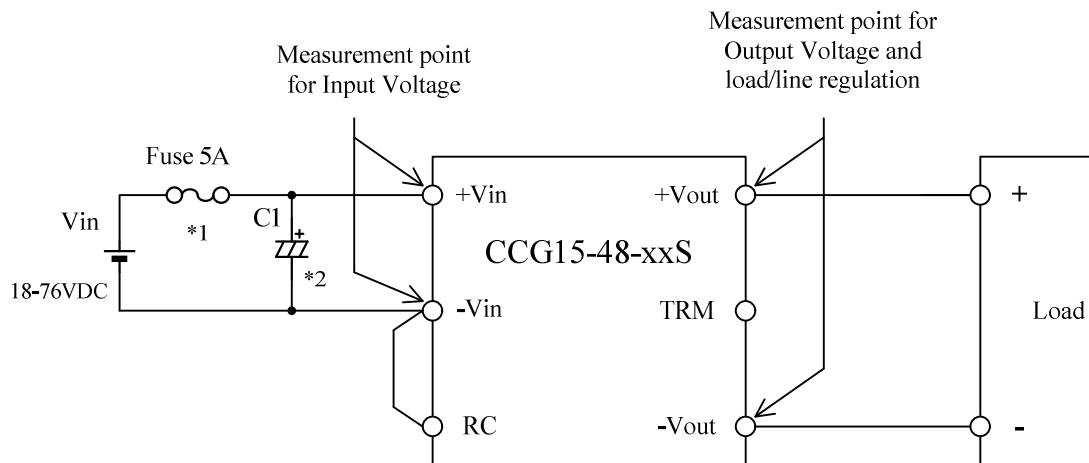 Measurement point
for Input Voltage
Measurement point for
Output Voltage and
load/line regulation
Fuse 5A
*1
Vin
18-76VDC
C1
+
*2
+Vin
-Vin
RC
CCG15-48-xxS
+Vout
TRM
-Vout
+
Load
-